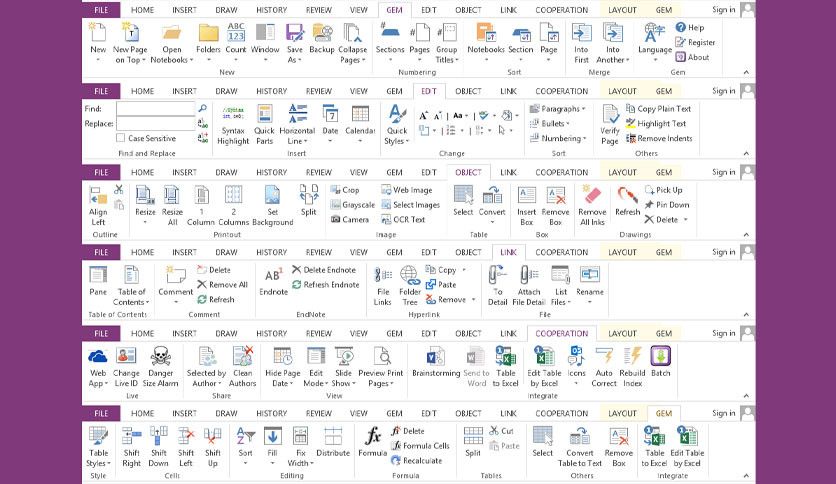 FILE HOME INSERT DRAW HISTORY REVIEW VIEW GEM EDIT OBJECT LINK COOPERATION LAYOUT GEM Sign in
New New Page Open Folders Count Window Save Backup Collapse Sections Pages Group Notebooks Section Page Into Into Language Help
on Top Notebooks As Pages Titles First Another Register
About
New Numbering Sort Merge Gem
FILE HOME INSERT DRAW HISTORY REVIEW VIEW GEM EDIT OBJECT LINK COOPERATION LAYOUT GEM Sign in
Find: Paragraphs Copy Plain Text
Replace: Syntax Quick Horizontal Date Calendar Quick Aa Bullets Verify Highlight Text
Case Sensitive Highlight Parts Line Styles Numbering Page Remove Indents
Find and Replace Insert Change Sort Others
FILE HOME INSERT DRAW HISTORY REVIEW VIEW GEM EDIT OBJECT LINK COOPERATION LAYOUT GEM Sign in
Crop Web Image Pick Up
Align Resize Resize 1 2 Set Split Grayscale Select Images Select Convert Insert Remove Remove Refresh Pin Down
Left All Column Columns Background Camera OCR Text Box Box All Inks Delete
Outline Printout Image Table Box Drawings
FILE HOME INSERT DRAW HISTORY REVIEW VIEW GEM EDIT OBJECT LINK COOPERATION LAYOUT GEM Sign in
Delete Delete Endnote Copy
Pane Table of Comment Remove All Endnote Refresh Endnote File Folder Paste To Attach List Rename
Contents Refresh Links Tree Remove Detail File Detail Files
Table of Contents Comment EndNote Hyperlink File
FILE HOME INSERT DRAW HISTORY REVIEW VIEW GEM EDIT OBJECT LINK COOPERATION LAYOUT GEM Sign in
Web Change Danger Selected by Clean Hide Page Edit Slide Preview Print Brainstorming Send to Table Edit Table Icons Auto Rebuild Batch
App Live ID Size Alarm Author Authors Date Mode Show Pages Word to Excel by Excel Correct Index
Live Share View Integrate
FILE HOME INSERT DRAW HISTORY REVIEW VIEW GEM EDIT OBJECT LINK COOPERATION LAYOUT GEM Sign in
Delete Cut
Table Shift Shift Shift Shift Sort Fill Fix Distribute Formula Formula Cells Split Paste Select Convert Remove Table Edit Table
Styles Right Down Left Up Width Recalculate Table to Text Box to Excel by Excel
Style Cells Editing Formula Tables Others Integrate